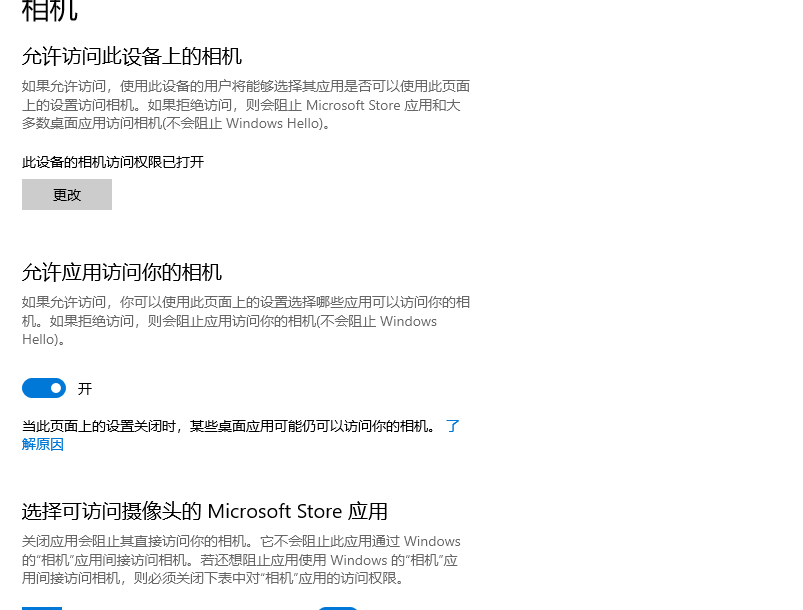 相机
允许访问此设备上的相机
如果允许访问，使用此设备的用户将能够选择其应用是否可以使用此页面
上的设置访问相机。如果拒绝访问，则会阻止 Microsoft Store 应用和大
多数桌面应用访问相机(不会阻止 Windows Hello)。
此设备的相机访问权限已打开
更改
允许应用访问你的相机
如果允许访问，你可以使用此页面上的设置选择哪些应用可以访问你的相
机。如果拒绝访问，则会阻止应用访问你的相机(不会阻止 Windows
Hello)。
开
当此页面上的设置关闭时，某些桌面应用可能仍可以访问你的相机。 了
解原因
选择可访问摄像头的 Microsoft Store 应用
关闭应用会阻止其直接访问你的相机。它不会阻止此应用通过 Windows
的“相机”应用间接访问相机。若还想阻止应用使用 Windows 的“相机”应
用间接访问相机，则必须关闭下表中对“相机”应用的访问权限。